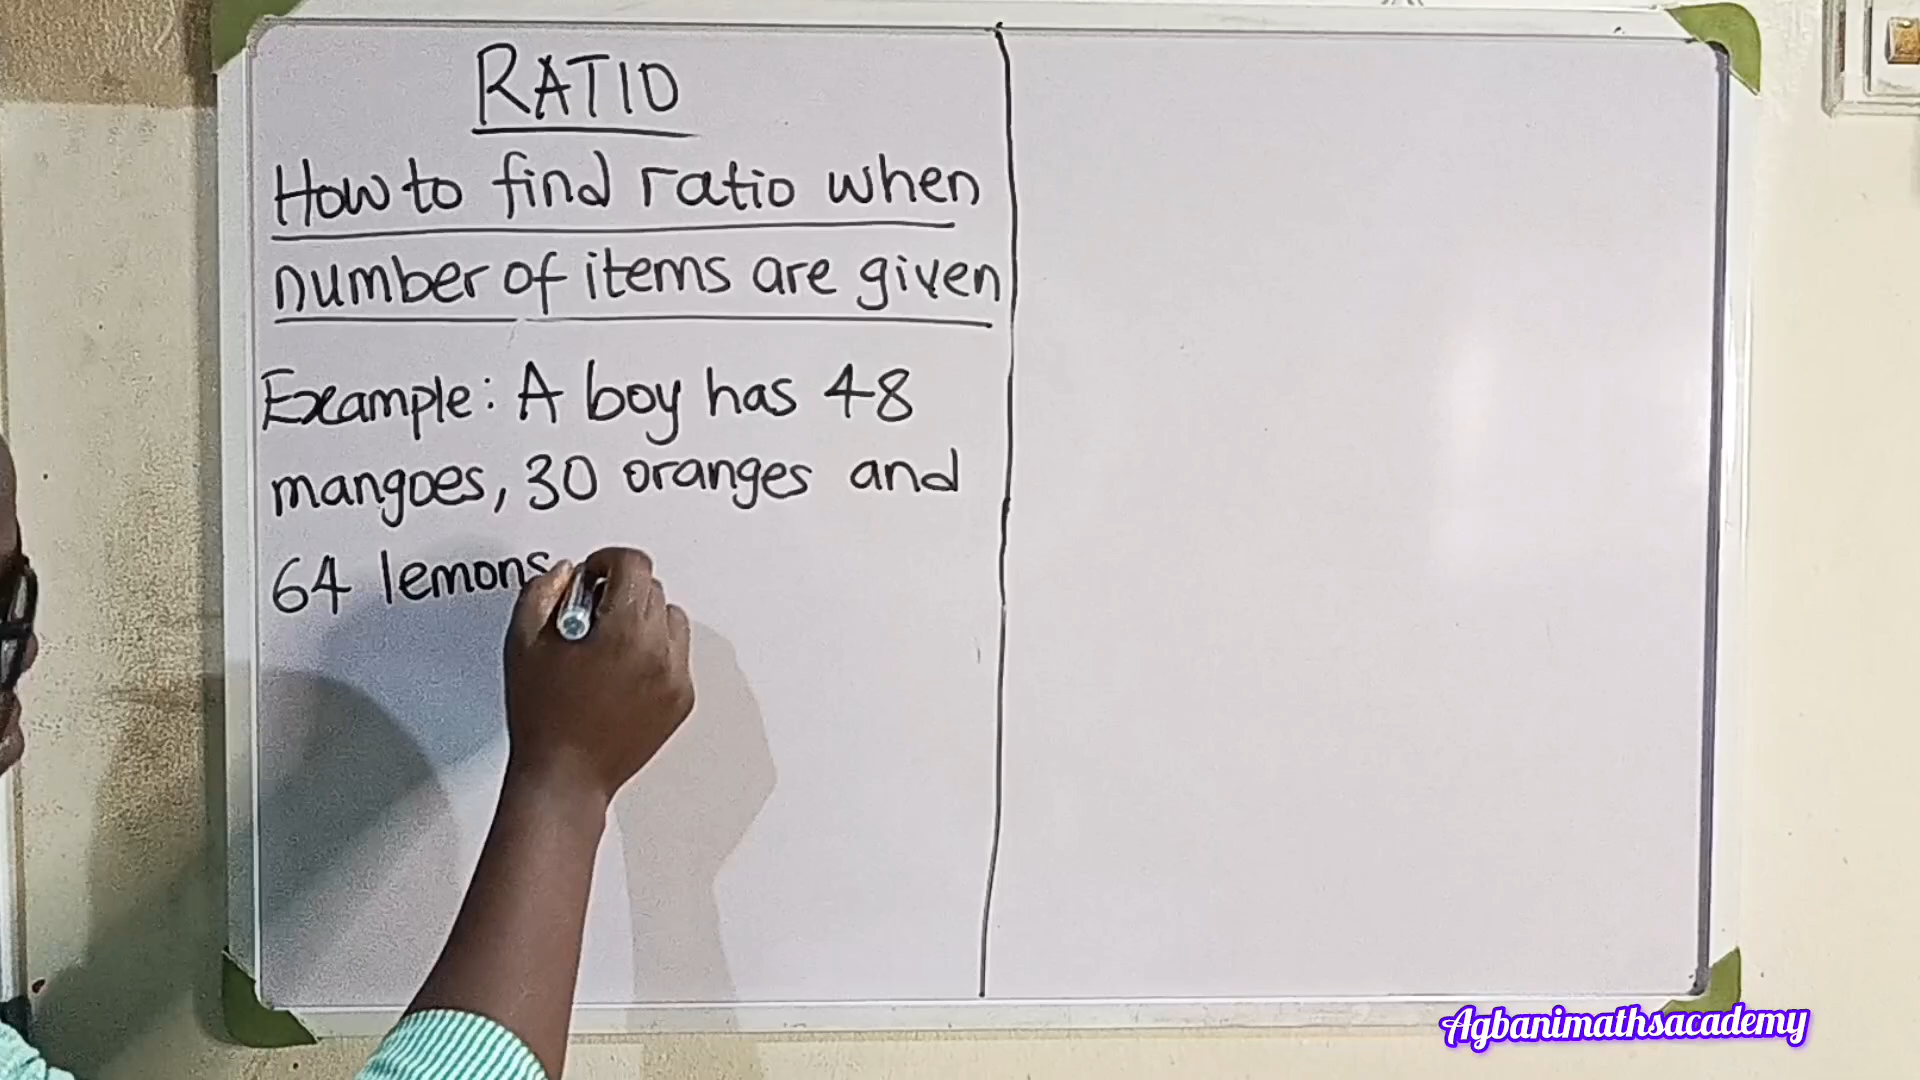 RATIO
How to find ratio when
number of items are given
Example: A boy has 48
mangoes, 30 oranges and
64 lemons
Agbanimathsacademy